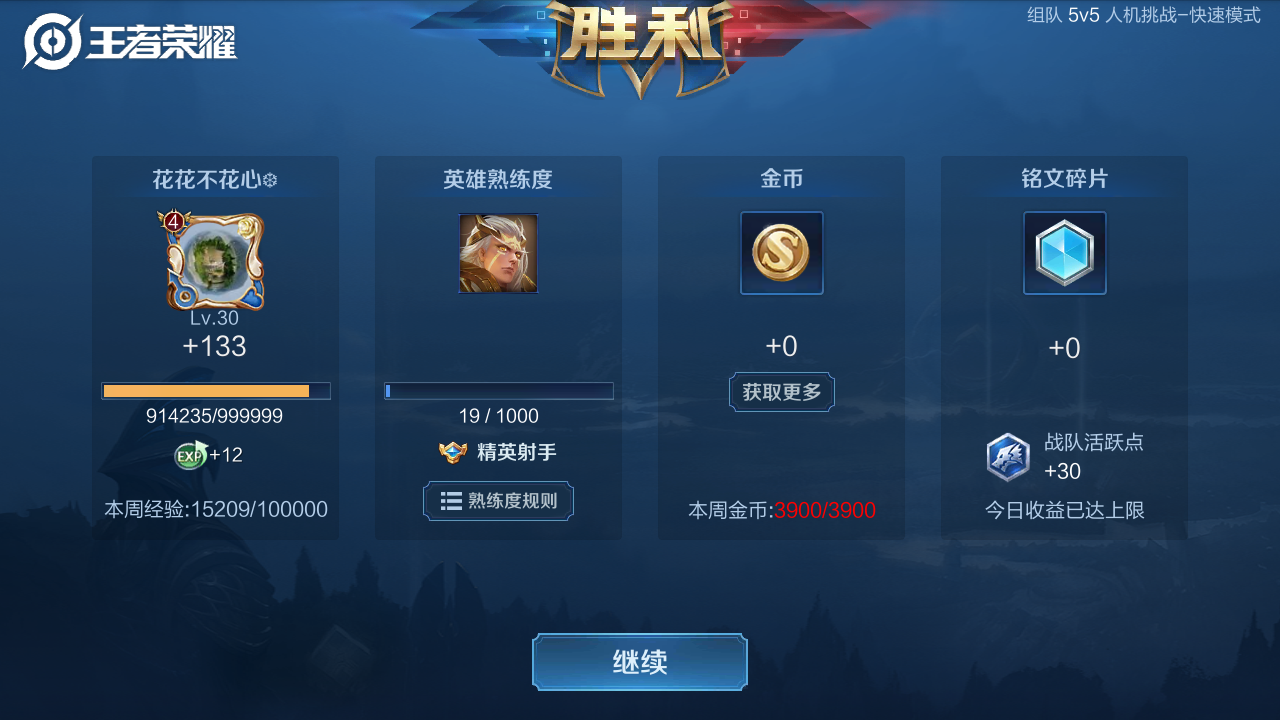 王者荣耀
胜利
组队 5v5 人机挑战-快速模式
花花不花心❄
4
Lv.30
+133
914235/999999
EXP +12
本周经验:15209/100000
英雄熟练度
19 / 1000
精英射手
熟练度规则
金币
S
+0
获取更多
本周金币:3900/3900
铭文碎片
+0
战队活跃点
+30
今日收益已达上限
继续